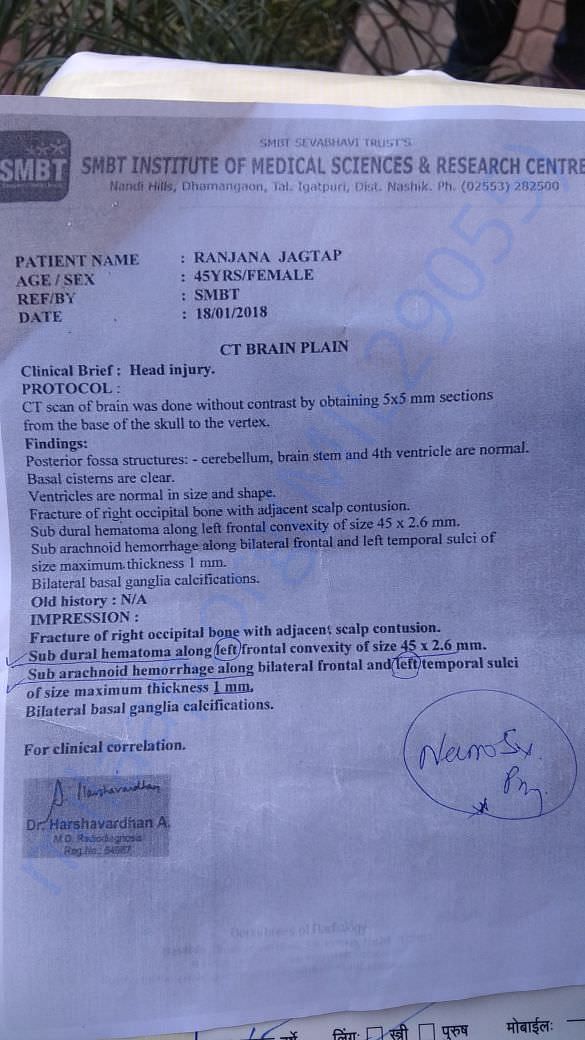 SMBT
SMBT SEVABHAVI TRUST'S
SMBT INSTITUTE OF MEDICAL SCIENCES & RESEARCH CENTRE
Nandi Hills, Dhamangaon, Tal. Igatpuri, Dist. Nashik. Ph. (02553) 282500
PATIENT NAME : RANJANA JAGTAP
AGE / SEX : 45YRS/FEMALE
REF/BY : SMBT
DATE : 18/01/2018
CT BRAIN PLAIN
Clinical Brief : Head injury.
PROTOCOL :
CT scan of brain was done without contrast by obtaining 5x5 mm sections
from the base of the skull to the vertex.
Findings:
Posterior fossa structures: - cerebellum, brain stem and 4th ventricle are normal.
Basal cisterns are clear.
Ventricles are normal in size and shape.
Fracture of right occipital bone with adjacent scalp contusion.
Sub dural hematoma along left frontal convexity of size 45 x 2.6 mm.
Sub arachnoid hemorrhage along bilateral frontal and left temporal sulci of
size maximum thickness 1 mm.
Bilateral basal ganglia calcifications.
Old history : N/A
IMPRESSION :
Fracture of right occipital bone with adjacent scalp contusion.
Sub dural hematoma along left frontal convexity of size 45 x 2.6 mm.
Sub arachnoid hemorrhage along bilateral frontal and left temporal sulci
of size maximum thickness 1 mm.
Bilateral basal ganglia calcifications.
For clinical correlation.
Dr. Harshavardhan A.
M.D. Radiodiagnosis
Reg.No.
लिंग: स्त्री पुरुष मोबाईल: